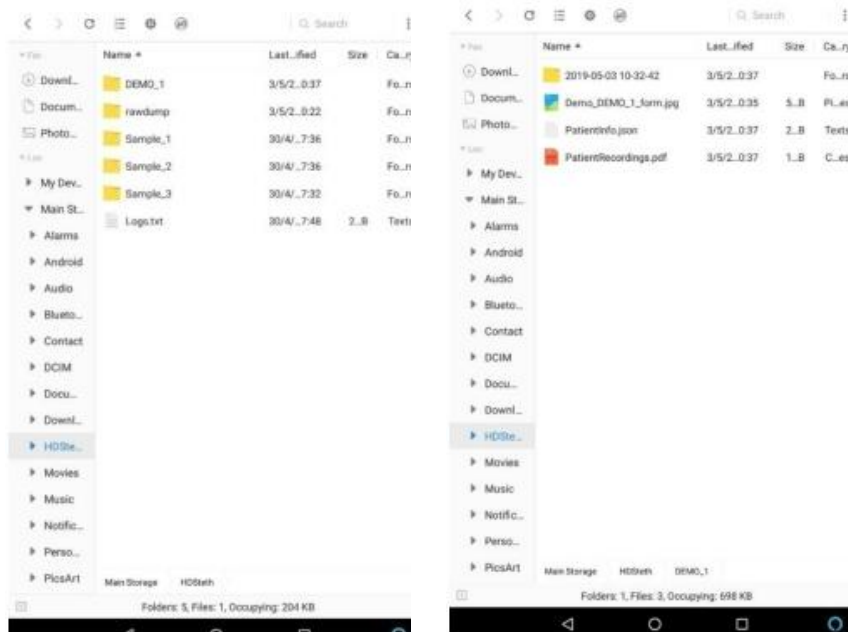 Search
Name
Last...ified
Size
Downl...
DEMO_1
3/5/2...0:37
Fo...
Docum...
rawdump
3/5/2...0:22
Fo...
Photo...
Sample_1
30/4/...7:36
Fo...
Sample_2
30/4/...7:36
Fo...
My Dev...
Sample_3
30/4/...7:32
Fo...
Main St...
Logs.txt
30/4/...7:48
2...B
Alarms
Android
Audio
Blueto...
Contact
DCIM
Docu...
Downl...
HDSte...
Movies
Music
Notific...
Perso...
PicsArt
Main Storage
HDSteth
Folders: 5, Files: 1, Occupying: 204 KB
Search
Name
Last...ified
Size
Downl...
2019-05-03 10-32-42
3/5/2...0:37
Fo...
Docum...
Demo_DEMO_1_form.jpg
3/5/2...0:35
5...B
Photo...
PatientInfo.json
3/5/2...0:37
2...B
PatientRecordings.pdf
3/5/2...0:37
1...B
My Dev...
Main St...
Alarms
Android
Audio
Blueto...
Contact
DCIM
Docu...
Downl...
HDSte...
Movies
Music
Notific...
Perso...
PicsArt
Main Storage
HDSteth
DEMO_1
Folders: 1, Files: 3, Occupying: 698 KB